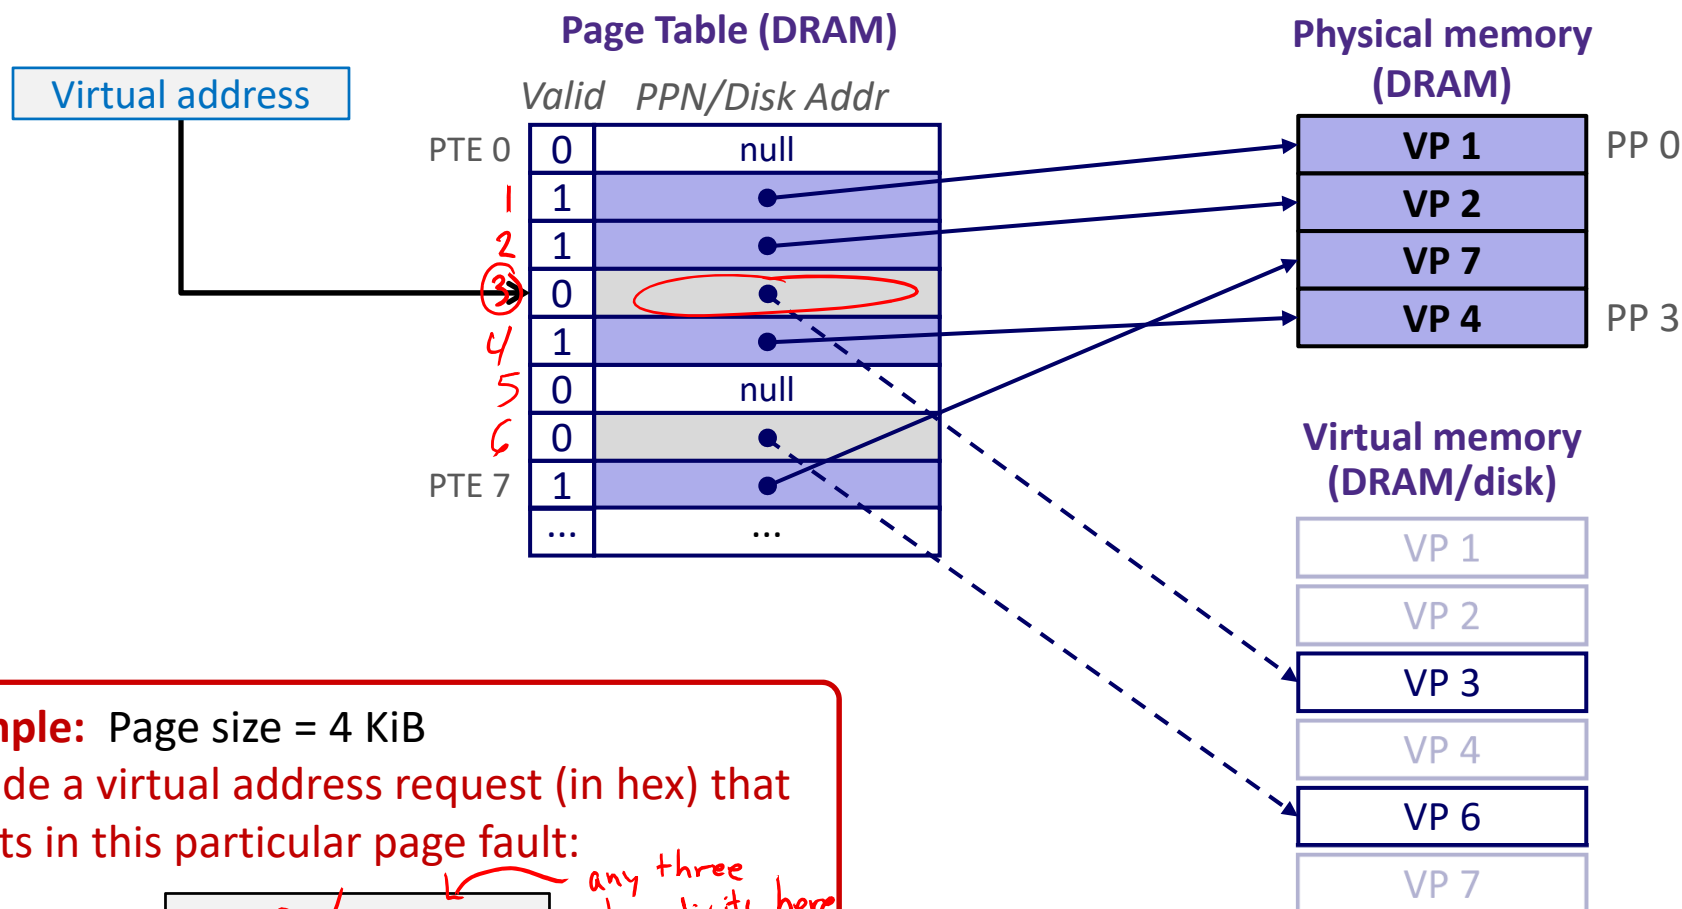 Page Table (DRAM)
Physical memory
(DRAM)
Virtual address
Valid PPN/Disk Addr
PTE 0 0 null
1 1
2 1
3 0
4 1
5 0 null
6 0
PTE 7 1
... ...
VP 1 PP 0
VP 2
VP 7
VP 4 PP 3
Virtual memory
(DRAM/disk)
VP 1
VP 2
VP 3
VP 4
VP 6
VP 7
mple: Page size = 4 KiB
de a virtual address request (in hex) that
ts in this particular page fault:
any three
digits here